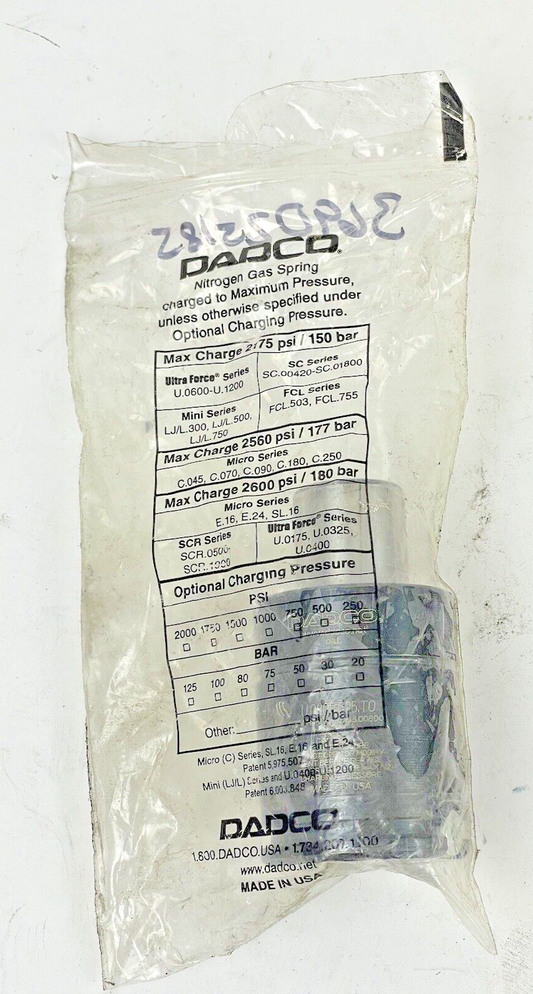 369D25182
DADCO
Nitrogen Gas Spring
charged to Maximum Pressure,
unless otherwise specified under
Optional Charging Pressure.
Max Charge 2175 psi / 150 bar
Ultra Force® Series
U.0600-U.1200
SC Series
SC.00420-SC.01800
Mini Series
LJ/L.300, LJ/L.500,
LJ/L.750
FCL Series
FCL.503, FCL.755
Max Charge 2560 psi / 177 bar
Micro Series
C.045, C.070, C.090, C.180, C.250
Max Charge 2600 psi / 180 bar
Micro Series
E.16, E.24, SL.16
SCR Series
SCR.0500-
SCR.1000
Ultra Force® Series
U.0175, U.0325,
U.0400
Optional Charging Pressure
PSI
2000 1750 1500 1000 750 500 250
BAR
125 100 80 75 50 30 20
Other: psi / bar
Micro (C) Series, SL.16, E.16 and E.24
Patent 5,975,507
Mini (LJ/L) Series and U.0400-U.1200
Patent
DADCO
1.800.DADCO.USA • 1.734.207.1100
www.dadco.net
MADE IN USA
DADCO
USA